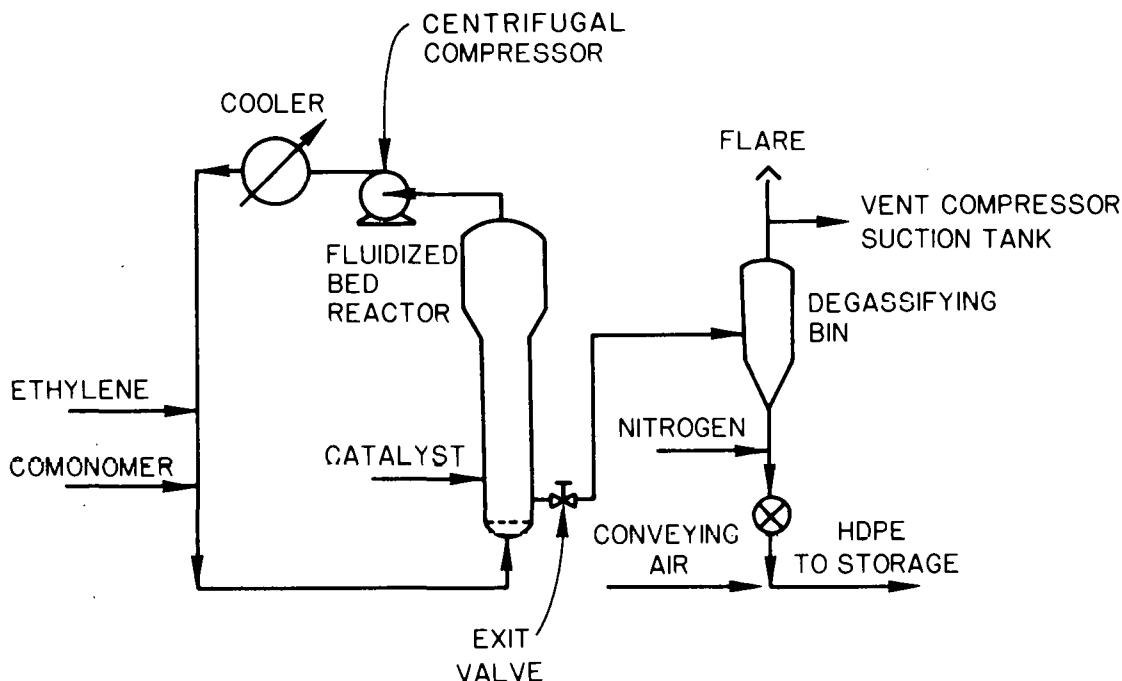 CENTRIFUGAL
COMPRESSOR
COOLER
FLARE
VENT COMPRESSOR
SUCTION TANK
FLUIDIZED
BED
REACTOR
DEGASSIFYING
BIN
ETHYLENE
NITROGEN
COMONOMER
CATALYST
CONVEYING
AIR
HDPE
TO STORAGE
EXIT
VALVE